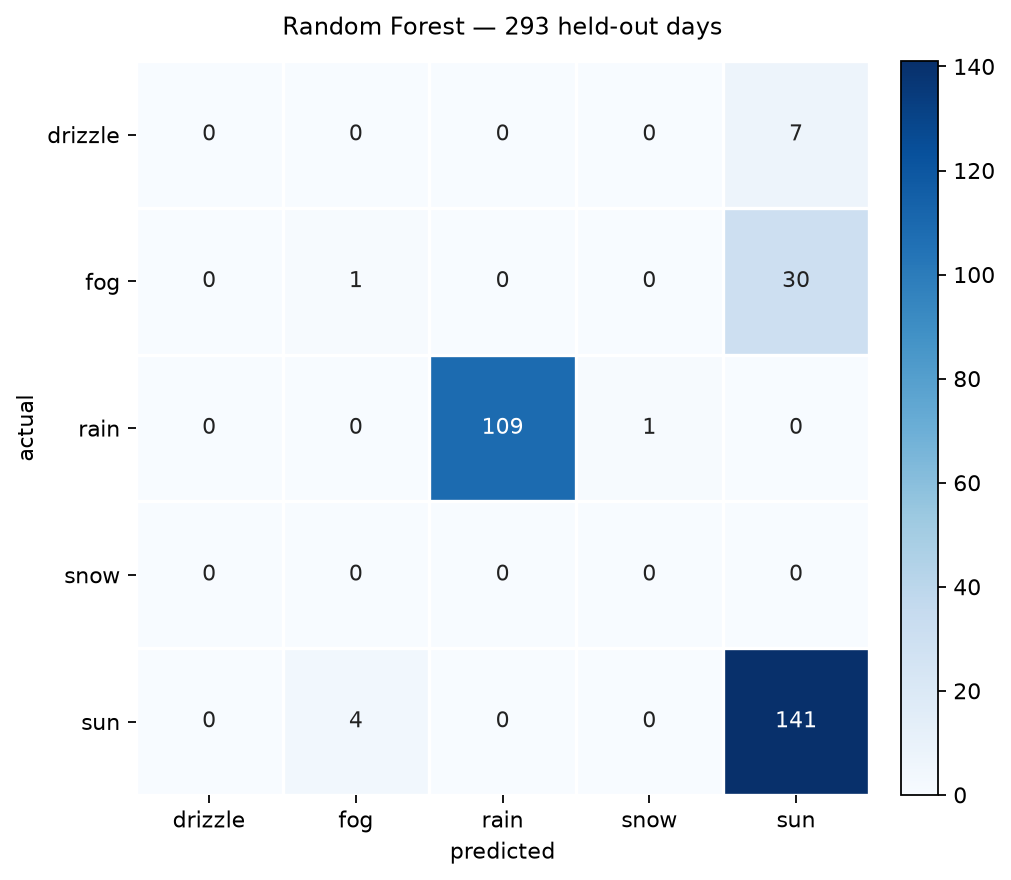 Random Forest — 293 held-out days
drizzle 0 0 0 0 7
fog 0 1 0 0 30
rain 0 0 109 1 0
snow 0 0 0 0 0
sun 0 4 0 0 141
drizzle fog rain snow sun
predicted
actual
140
120
100
80
60
40
20
0